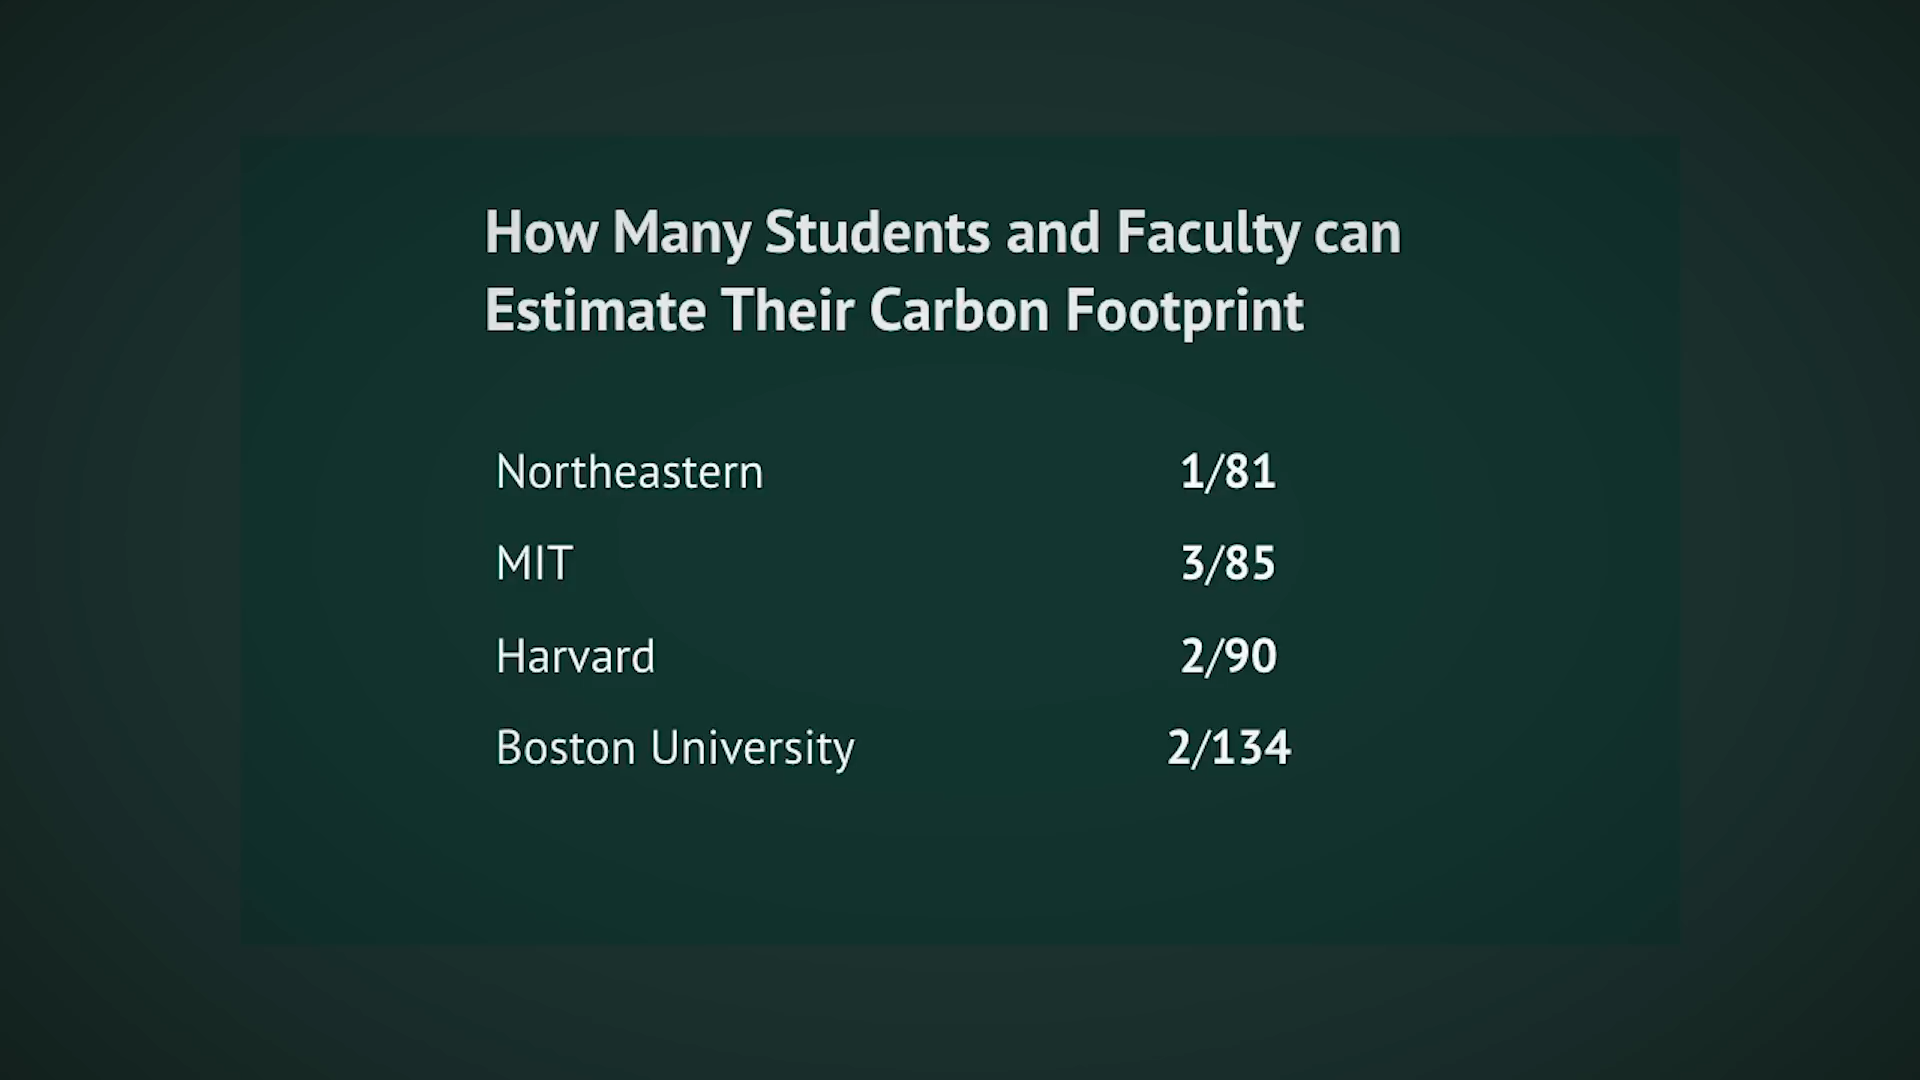 How Many Students and Faculty can
Estimate Their Carbon Footprint
Northeastern 1/81
MIT 3/85
Harvard 2/90
Boston University 2/134